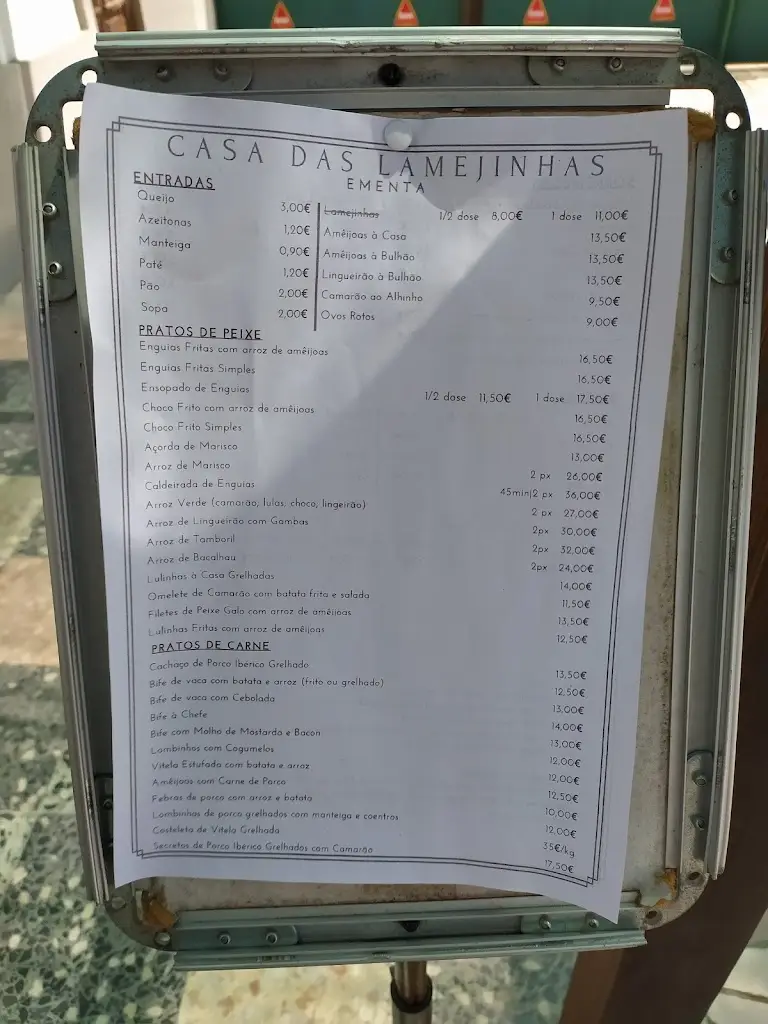 CASA DAS LAMEJINHAS
EMENTA
ENTRADAS
Queijo 3,00€
Azeitonas 1,20€
Manteiga 0,90€
Paté 1,20€
Pão 2,00€
Sopa 2,00€
Lamejinhas 1/2 dose 8,00€ 1 dose 11,00€
Amêijoas à Casa 13,50€
Amêijoas à Bulhão 13,50€
Lingueirão à Bulhão 13,50€
Camarão ao Alhinho 9,50€
Ovos Rotos 9,00€
PRATOS DE PEIXE
Enguias Fritas com arroz de amêijoas 16,50€
Enguias Fritas Simples 16,50€
Ensopado de Enguias 1/2 dose 11,50€ 1 dose 17,50€
Choco Frito com arroz de amêijoas 16,50€
Choco Frito Simples 16,50€
Açorda de Marisco 13,00€
Arroz de Marisco 2 px 26,00€
Caldeirada de Enguias 45min|2 px 36,00€
Arroz Verde (camarão, lulas, choco, lingeirão) 2 px 27,00€
Arroz de Lingueirão com Gambas 2px 30,00€
Arroz de Tamboril 2px 32,00€
Arroz de Bacalhau 2px 24,00€
Lulinhas à Casa Grelhadas 14,00€
Omelete de Camarão com batata frita e salada 11,50€
Filetes de Peixe Galo com arroz de amêijoas 13,50€
Lulinhas Fritas com arroz de amêijoas 12,50€
PRATOS DE CARNE
Cachaço de Porco Ibérico Grelhado 13,50€
Bife de vaca com batata e arroz (frito ou grelhado) 12,50€
Bife de vaca com Cebolada 13,00€
Bife à Chefe 14,00€
Bife com Molho de Mostarda e Bacon 13,00€
Lombinhos com Cogumelos 12,00€
Vitela Estufada com batata e arroz 12,00€
Amêijoas com Carne de Porco 12,50€
Febras de porco com arroz e batata 10,00€
Lombinhos de porco grelhados com manteiga e coentros 12,00€
Costeleta de Vitela Grelhada 35€/kg
Secretos de Porco Ibérico Grelhados com Camarão 17,50€